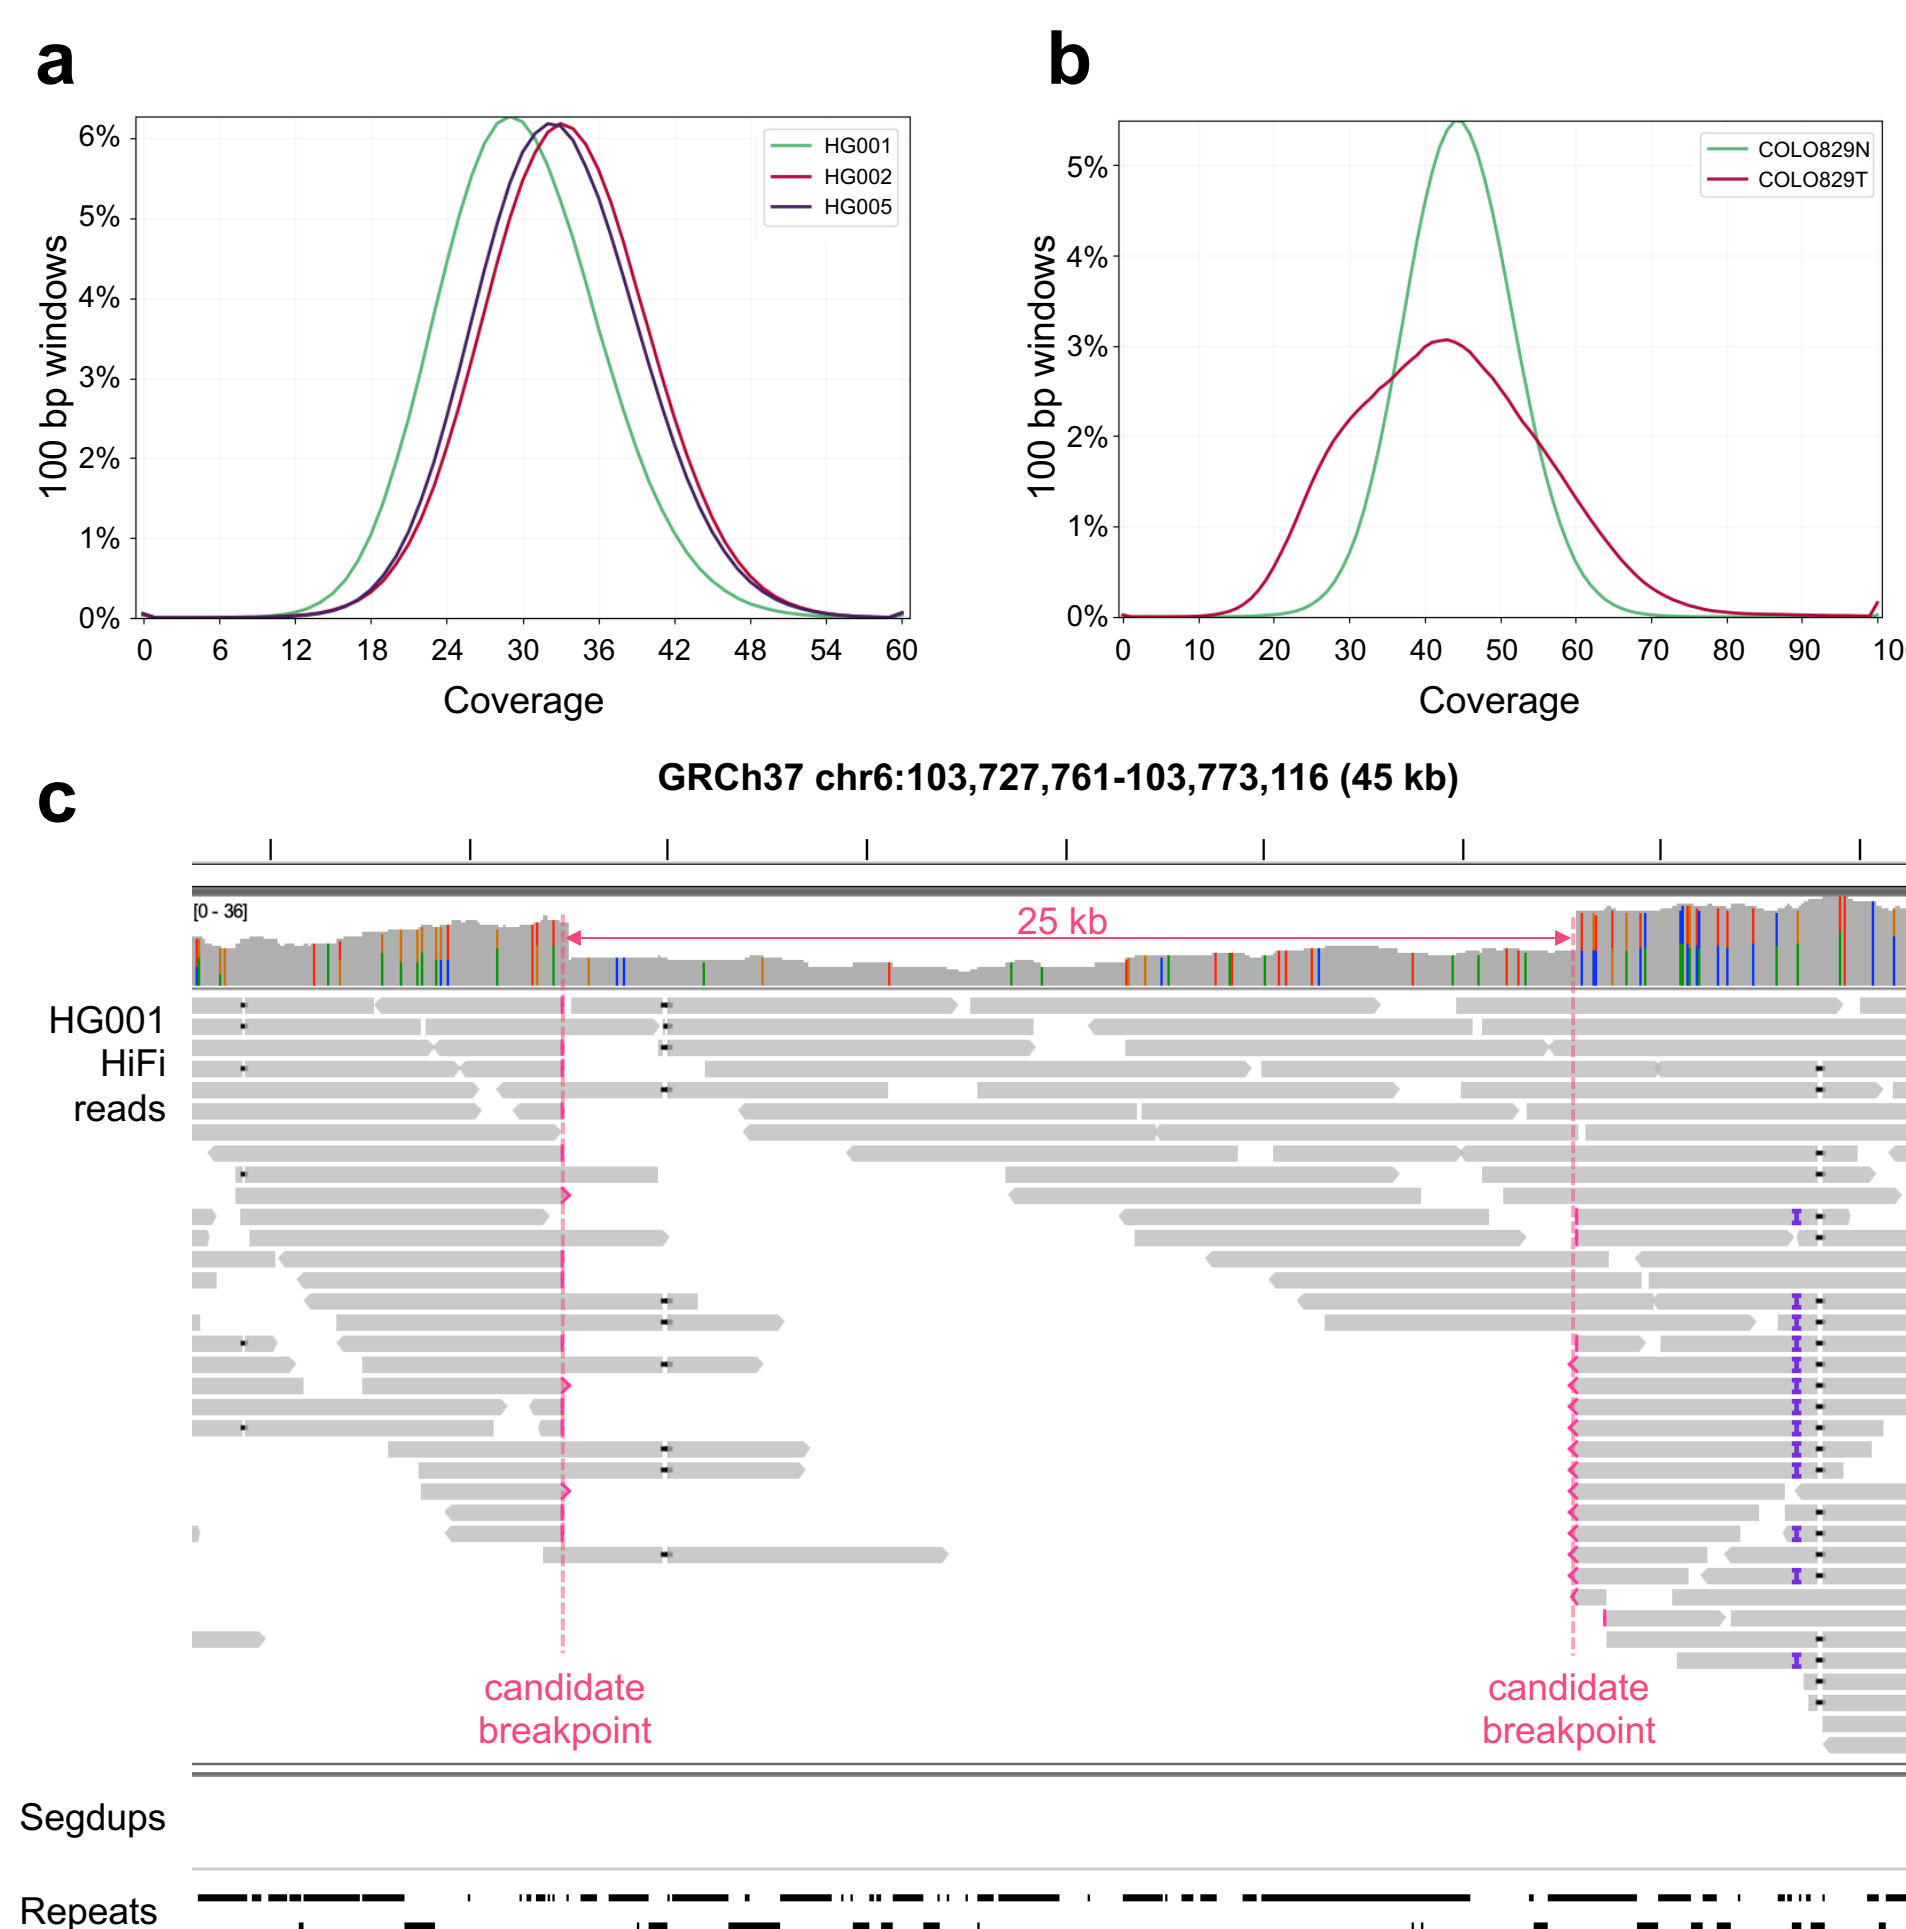 a
b
6%
5%
4%
3%
2%
1%
0%
100 bp windows
HG001
HG002
HG005
0 6 12 18 24 30 36 42 48 54 60
Coverage
5%
4%
3%
2%
1%
0%
100 bp windows
COLO829N
COLO829T
0 10 20 30 40 50 60 70 80 90 10
Coverage
c
GRCh37 chr6:103,727,761-103,773,116 (45 kb)
[0 - 36]
25 kb
HG001
HiFi
reads
candidate
breakpoint
candidate
breakpoint
Segdups
Repeats